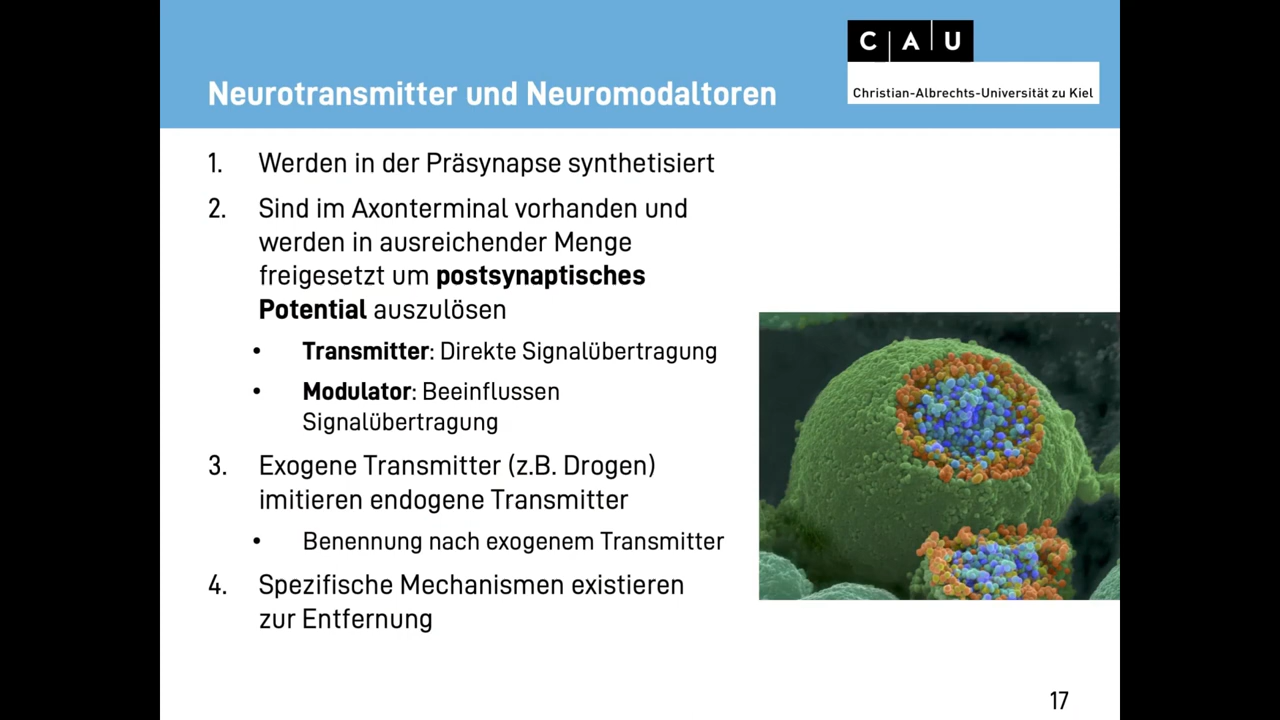 C A U
Christian-Albrechts-Universität zu Kiel
Neurotransmitter und Neuromodaltoren
1. Werden in der Präsynapse synthetisiert
2. Sind im Axonterminal vorhanden und
werden in ausreichender Menge
freigesetzt um postsynaptisches
Potential auszulösen
• Transmitter: Direkte Signalübertragung
• Modulator: Beeinflussen
Signalübertragung
3. Exogene Transmitter (z.B. Drogen)
imitieren endogene Transmitter
• Benennung nach exogenem Transmitter
4. Spezifische Mechanismen existieren
zur Entfernung
17